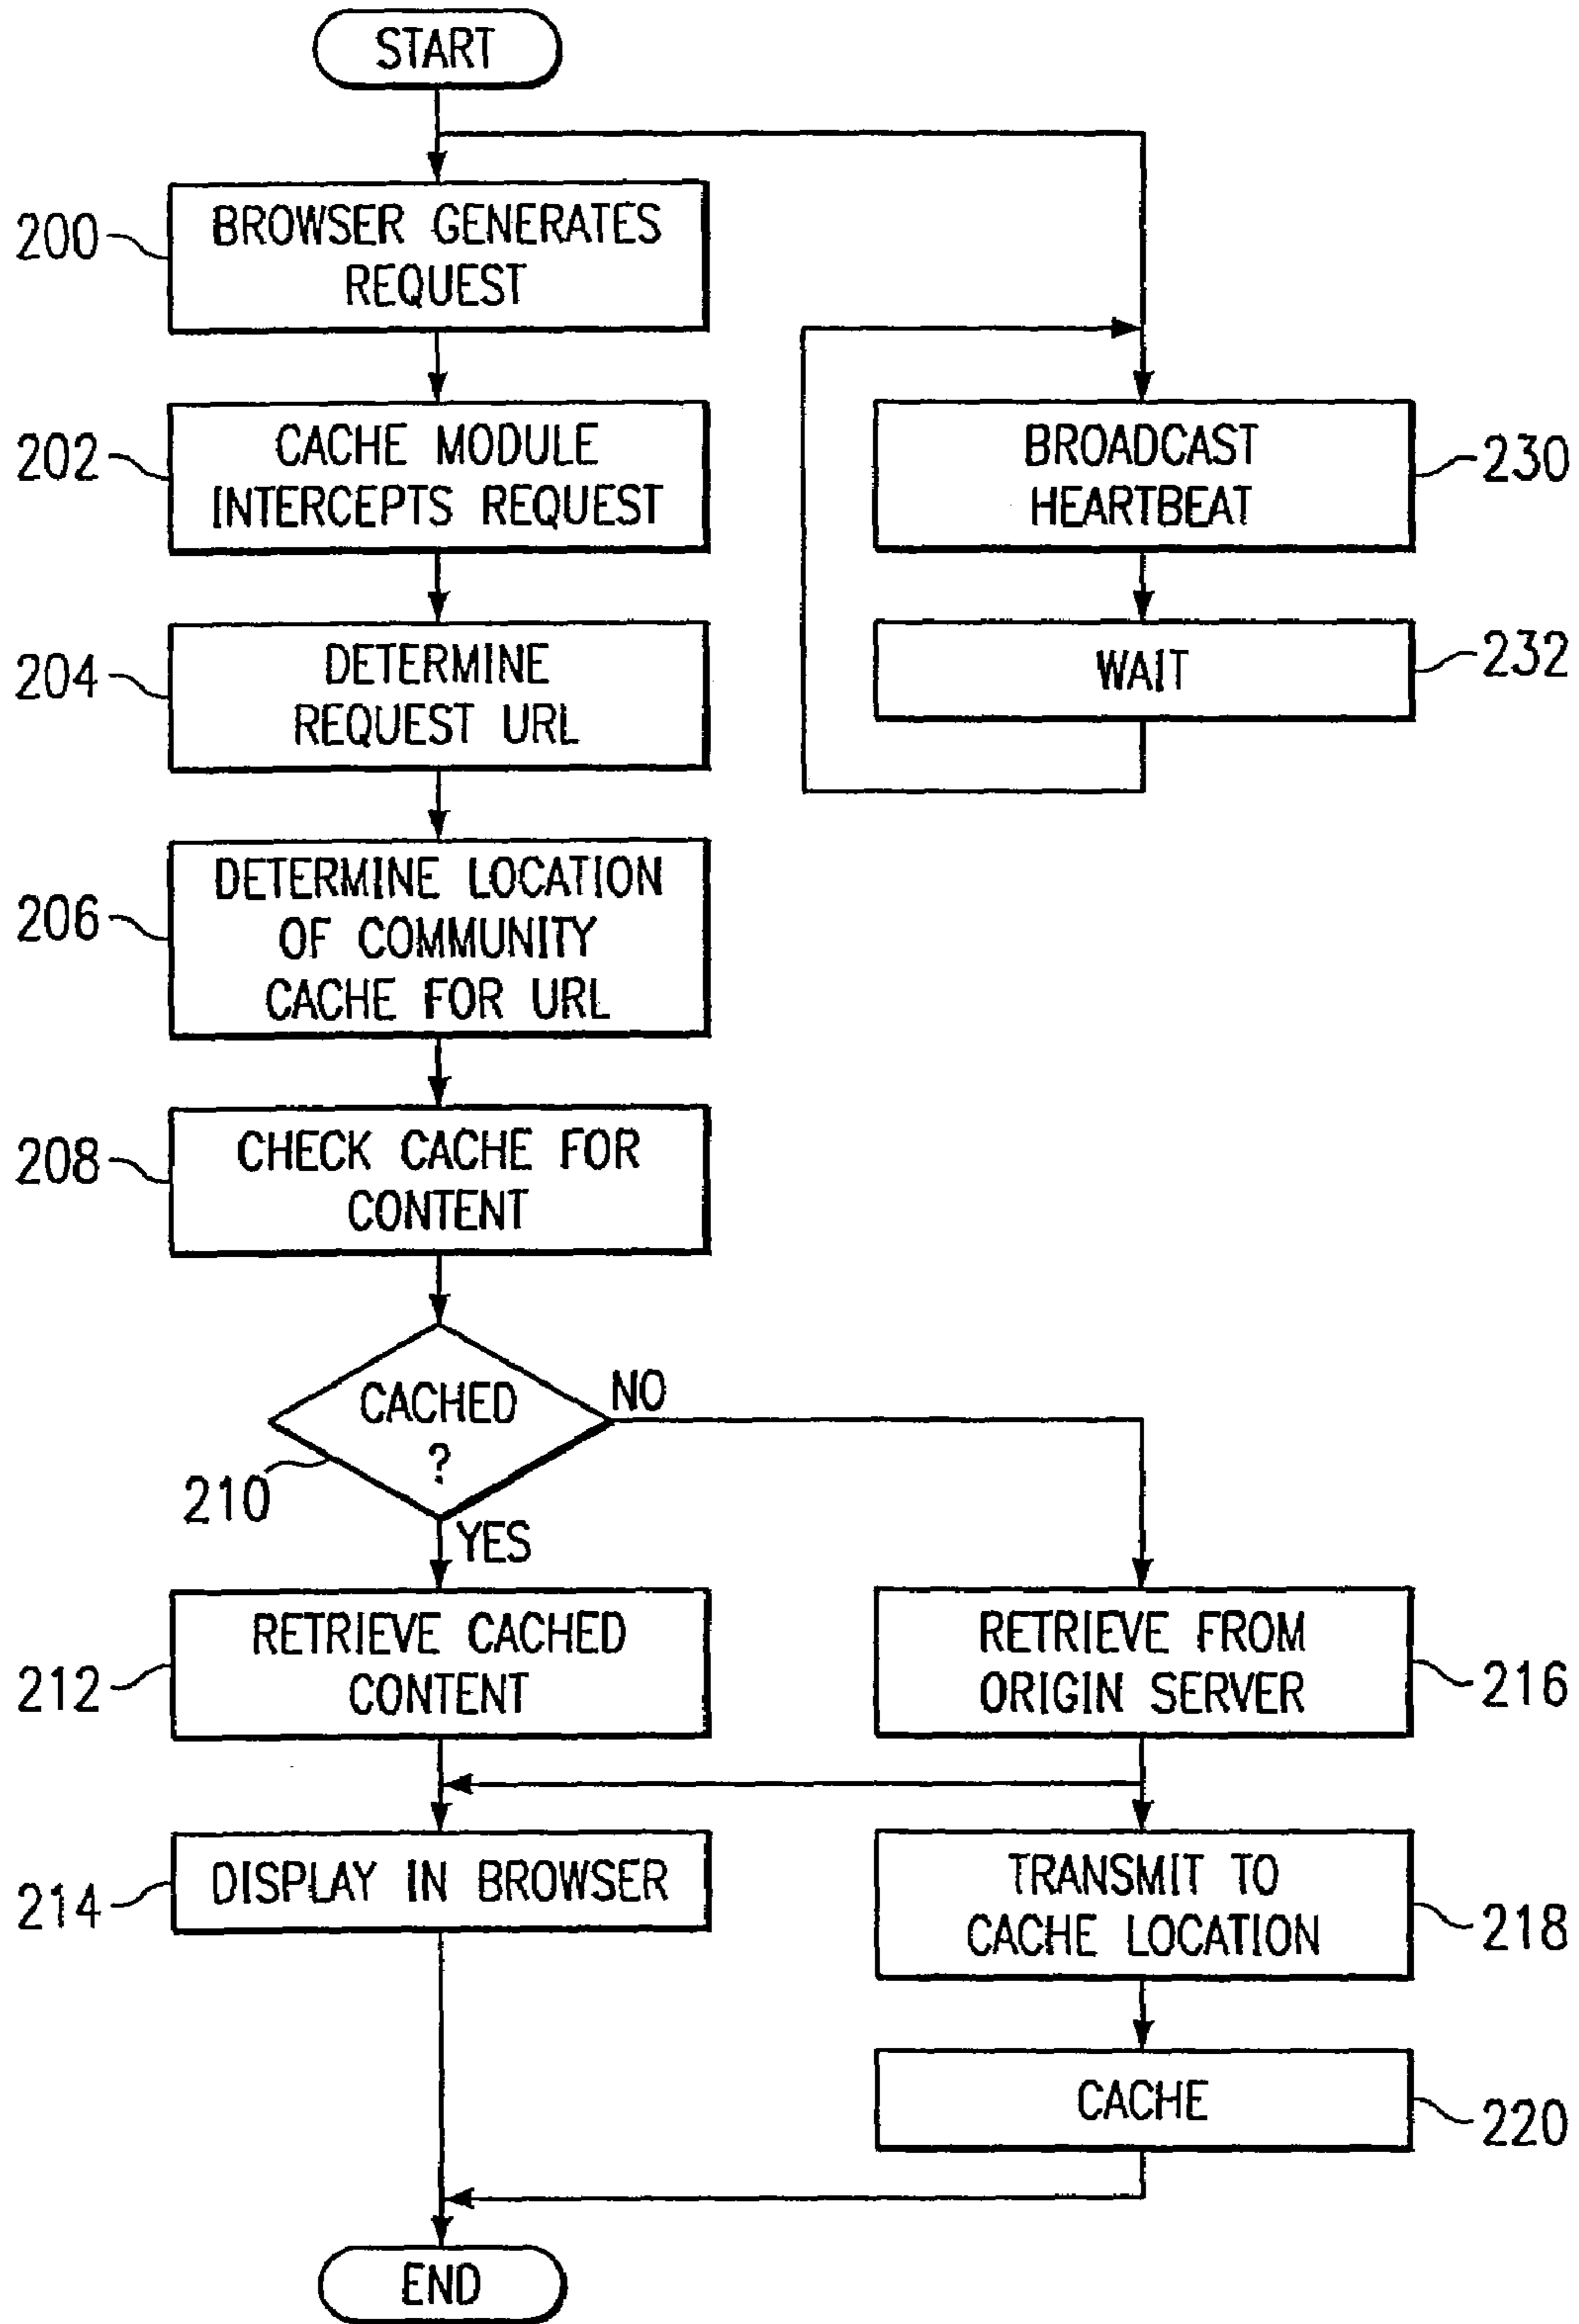 START
200
BROWSER GENERATES
REQUEST
202
CACHE MODULE
INTERCEPTS REQUEST
BROADCAST
HEARTBEAT
230
204
DETERMINE
REQUEST URL
WAIT
232
206
DETERMINE LOCATION
OF COMMUNITY
CACHE FOR URL
208
CHECK CACHE FOR
CONTENT
CACHED
?
NO
210
YES
212
RETRIEVE CACHED
CONTENT
RETRIEVE FROM
ORIGIN SERVER
216
214
DISPLAY IN BROWSER
TRANSMIT TO
CACHE LOCATION
218
CACHE
220
END